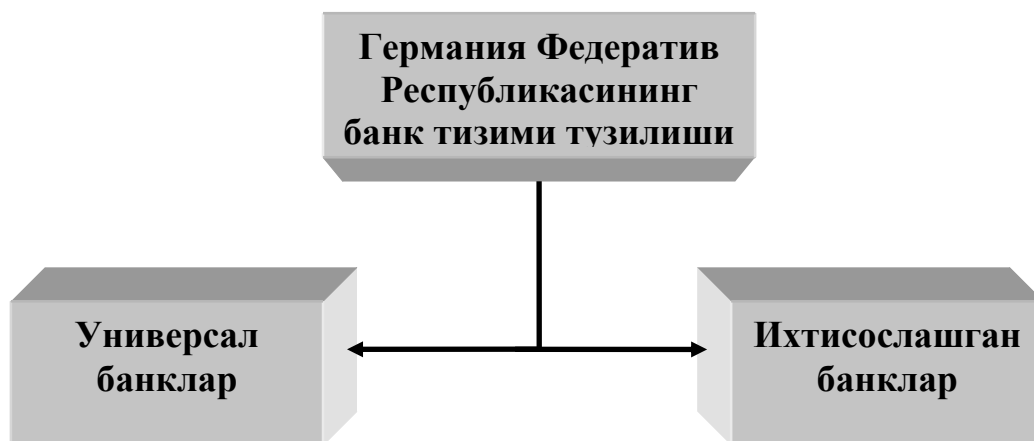 Германия Федератив
Республикасининг
банк тизими тузилиши
Универсал
банклар
Ихтисослашган
банклар